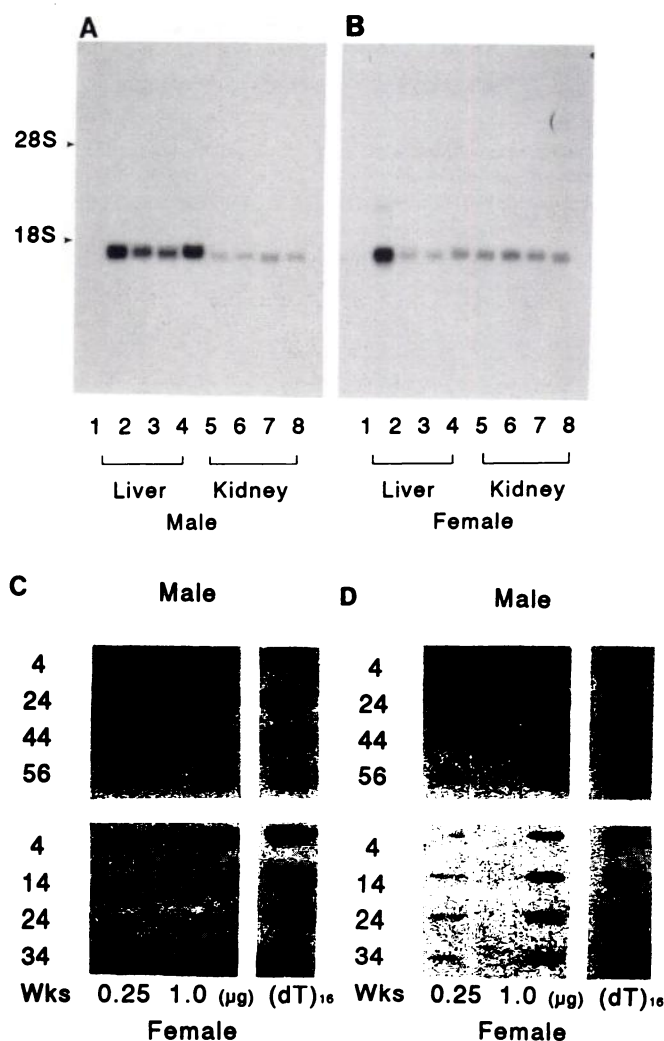 A B
28S
18S
1 2 3 4 5 6 7 8 1 2 3 4 5 6 7 8
Liver Kidney Liver Kidney
Male Female
C Male D Male
4 4
24 24
44 44
56 56
4 4
14 14
24 24
34 34
Wks 0.25 1.0 (µg) (dT)₁₆ Wks 0.25 1.0 (µg) (dT)₁₆
Female Female